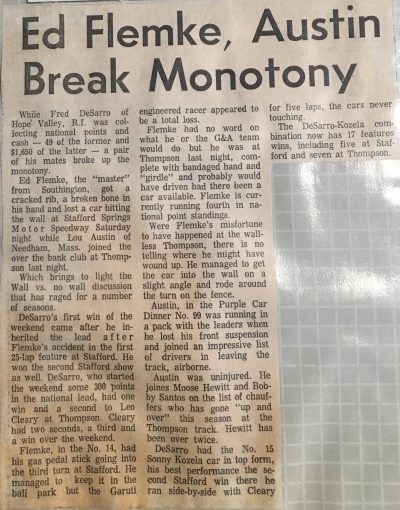 Ed Flemke, Austin
Break Monotony
While Fred DeSarro of
Hope Valley, R.I. was col-
lecting national points and
cash — 49 of the former and
$1,650 of the latter — a pair
of his mates broke up the
monotony.
Ed Flemke, the "master"
from Southington, got a
cracked rib, a broken bone in
his hand and lost a car hitting
the wall at Stafford Springs
Motor Speedway Saturday
night while Lou Austin of
Needham, Mass. joined the
over the bank club at Thomp-
son last night.
Which brings to light the
Wall vs. no wall discussion
that has raged for a number
of seasons.
DeSarro's first win of the
weekend came after he in-
herited the lead after
Flemke's accident in the first
25-lap feature at Stafford. He
won the second Stafford show
as well. DeSarro, who started
the weekend some 300 points
in the national lead, had one
win and a second to Leo
Cleary at Thompson. Cleary
had two seconds, a third and
a win over the weekend.
Flemke, in the No. 14, had
his gas pedal stick going into
the third turn at Stafford. He
managed to keep it in the
ball park but the Garuti
engineered racer appeared to
be a total loss.
Flemke had no word on
what he or the G&A team
would do but he was at
Thompson last night, com-
plete with bandaged hand and
"girdle" and probably would
have driven had there been a
car available. Flemke is cur-
rently running fourth in na-
tional point standings.
Were Flemke's misfortune
to have happened at the wall-
less Thompson, there is no
telling where he might have
wound up. He managed to get
the car into the wall on a
slight angle and rode around
the turn on the fence.
Austin, in the Purple Car
Dinner No. 99 was running in
a pack with the leaders when
he lost his front suspension
and joined an impressive list
of drivers in leaving the
track, airborne.
Austin was uninjured. He
joines Moose Hewitt and Bob-
by Santos on the list of chauf-
fers who has gone "up and
over" this season at the
Thompson track. Hewitt has
been over twice.
DeSarro had the No. 15
Sonny Kozela car in top form,
his best performance the se-
cond Stafford win there he
ran side-by-side with Cleary
for five laps, the cars never
touching.
The DeSarro-Kozela com-
bination now has 17 feature
wins, including five at Staf-
ford and seven at Thompson.